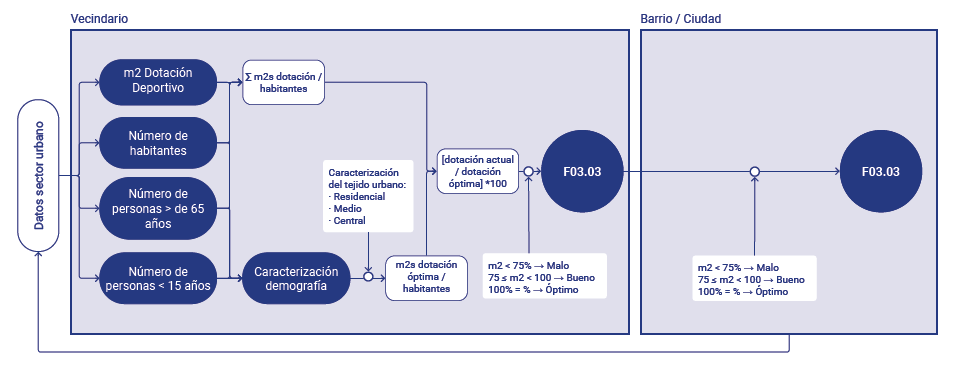 Vecindario
Barrio / Ciudad
Datos sector urbano
m2 Dotación
Deportivo
Número de
habitantes
Número de
personas > de 65
años
Número de
personas < 15 años
∑ m2s dotación /
habitantes
Caracterización
demografía
Caracterización
del tejido urbano:
· Residencial
· Medio
· Central
m2s dotación
óptima /
habitantes
[dotación actual
/ dotación
óptima] *100
F03.03
m2 < 75% → Malo
75 ≤ m2 < 100 → Bueno
100% = % → Óptimo
F03.03
m2 < 75% → Malo
75 ≤ m2 < 100 → Bueno
100% = % → Óptimo